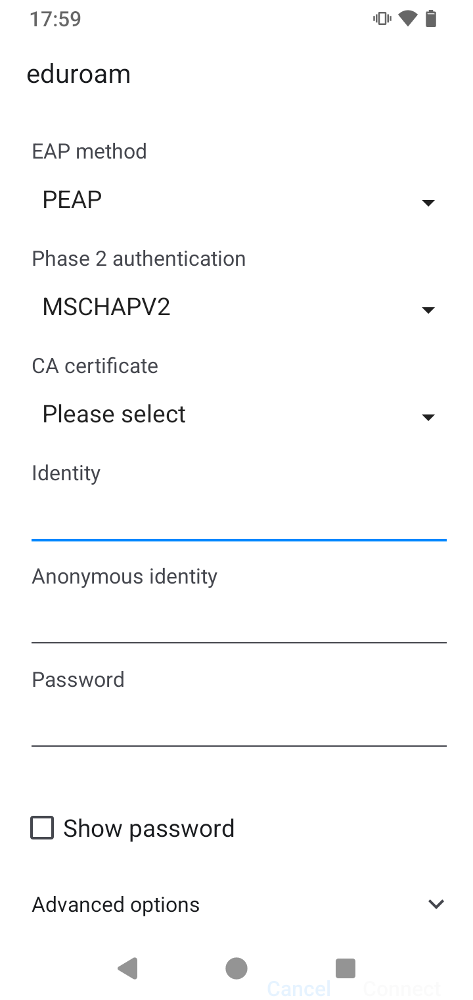 17:59
eduroam
EAP method
PEAP
Phase 2 authentication
MSCHAPV2
CA certificate
Please select
Identity
Anonymous identity
Password
Show password
Advanced options
Cancel Connect